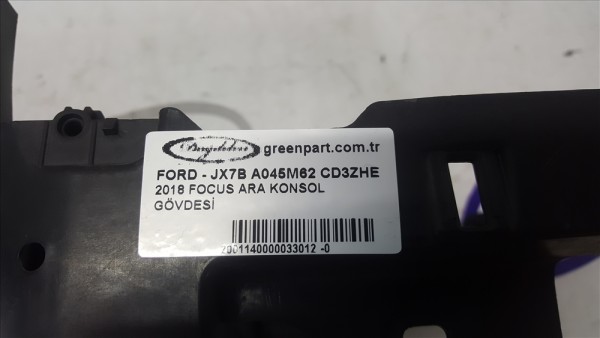 greenpart.com.tr
FORD - JX7B A045M62 CD3ZHE
2018 FOCUS ARA KONSOL
GÖVDESİ
2001140000033012 -0